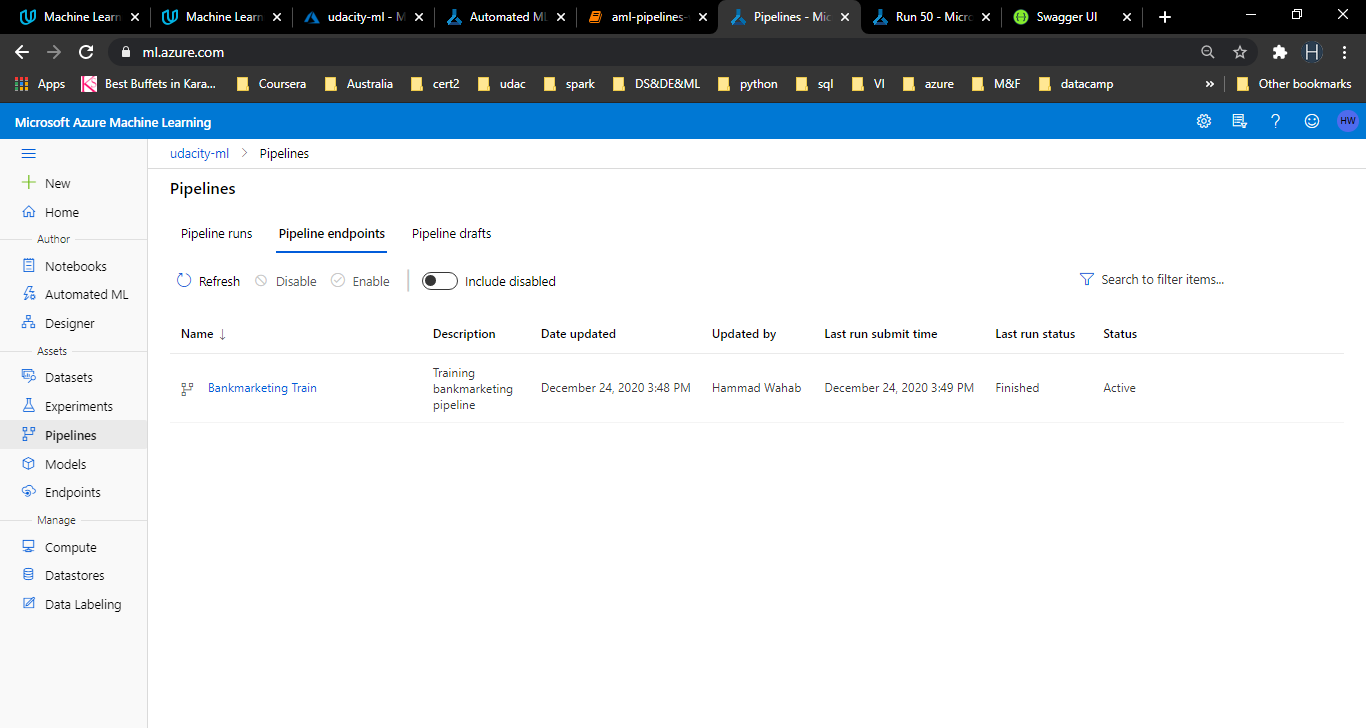 Machine Learn
Machine Learn
udacity-ml - M
Automated ML
aml-pipelines-
Pipelines - Mic
Run 50 - Micro
Swagger UI
ml.azure.com
H
Apps
Best Buffets in Kara...
Coursera
Australia
cert2
udac
spark
DS&DE&ML
python
sql
VI
azure
M&F
datacamp
»
Other bookmarks
Microsoft Azure Machine Learning
HW
udacity-ml > Pipelines
New
Home
Author
Notebooks
Automated ML
Designer
Assets
Datasets
Experiments
Pipelines
Models
Endpoints
Manage
Compute
Datastores
Data Labeling
Pipelines
Pipeline runs
Pipeline endpoints
Pipeline drafts
Refresh
Disable
Enable
Include disabled
Search to filter items...
Name ↓
Description
Date updated
Updated by
Last run submit time
Last run status
Status
Bankmarketing Train
Training
bankmarketing
pipeline
December 24, 2020 3:48 PM
Hammad Wahab
December 24, 2020 3:49 PM
Finished
Active